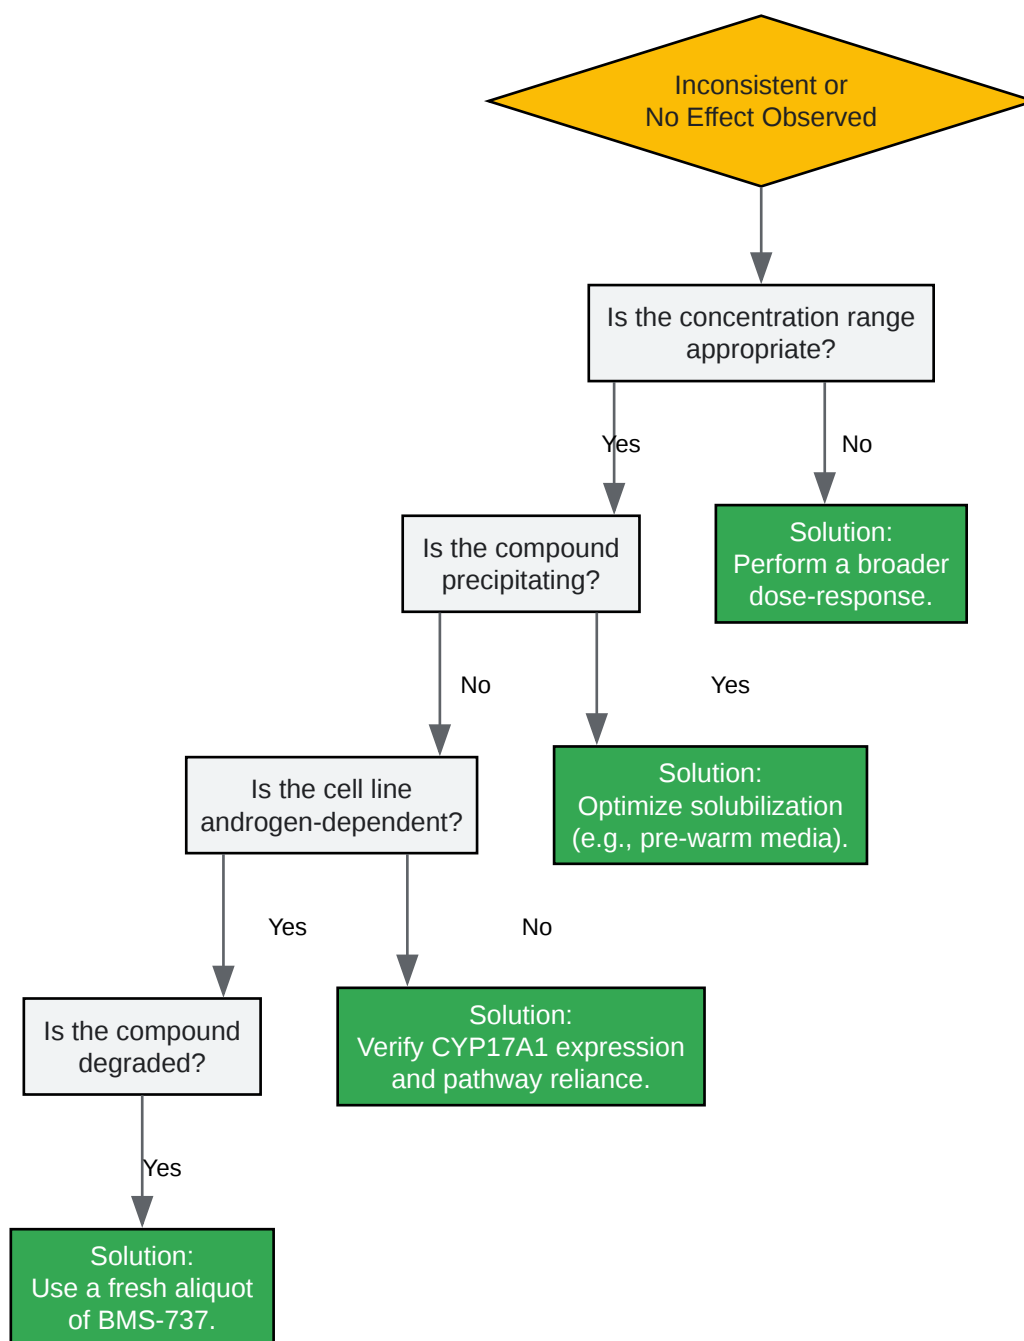 Inconsistent or
No Effect Observed
Is the concentration range
appropriate?
Yes
No
Is the compound
precipitating?
Solution:
Perform a broader
dose-response.
No
Yes
Is the cell line
androgen-dependent?
Solution:
Optimize solubilization
(e.g., pre-warm media).
Yes
No
Is the compound
degraded?
Solution:
Verify CYP17A1 expression
and pathway reliance.
Yes
Solution:
Use a fresh aliquot
of BMS-737.